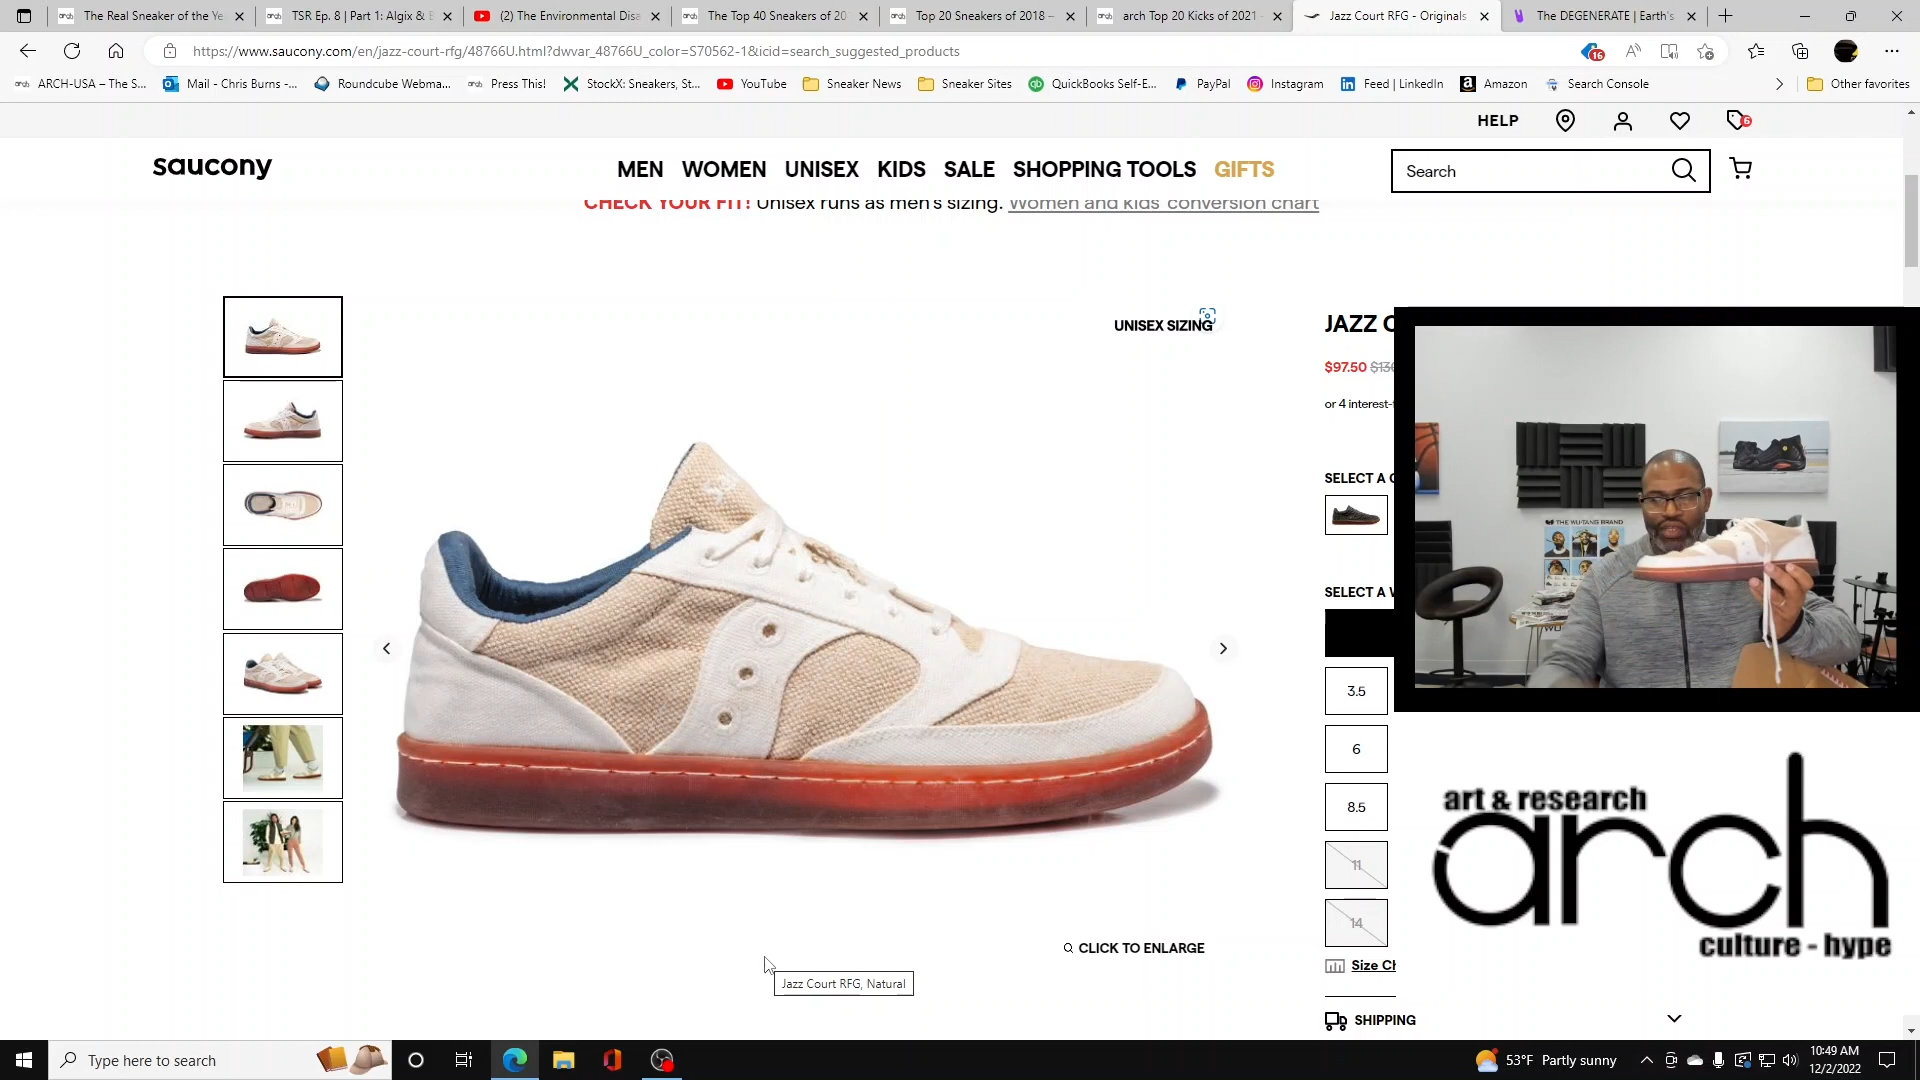 The Real Sneaker of the Ye
TSR Ep. 8 | Part 1: Algix & B
(2) The Environmental Disa
The Top 40 Sneakers of 20
Top 20 Sneakers of 2018 –
arch Top 20 Kicks of 2021 -
Jazz Court RFG - Originals
The DEGENERATE | Earth's
https://www.saucony.com/en/jazz-court-rfg/48766U.html?dwvar_48766U_color=S70562-1&icid=search_suggested_products
16
ARCH-USA – The S...
Mail - Chris Burns -...
Roundcube Webma...
Press This!
StockX: Sneakers, St...
YouTube
Sneaker News
Sneaker Sites
QuickBooks Self-E...
PayPal
Instagram
Feed | LinkedIn
Amazon
Search Console
Other favorites
HELP
6
saucony
MEN WOMEN UNISEX KIDS SALE SHOPPING TOOLS GIFTS
Search
CHECK YOUR FIT! Unisex runs as men's sizing. Women and kids' conversion chart
UNISEX SIZING
JAZZ C
$97.50 $130
or 4 interest-f
SELECT A C
SELECT A W
3.5
6
8.5
11
14
Size Ch
SHIPPING
THE WU-TANG BRAND
CLICK TO ENLARGE
Jazz Court RFG, Natural
art & research
arch
culture - hype
Type here to search
53°F Partly sunny
10:49 AM
12/2/2022